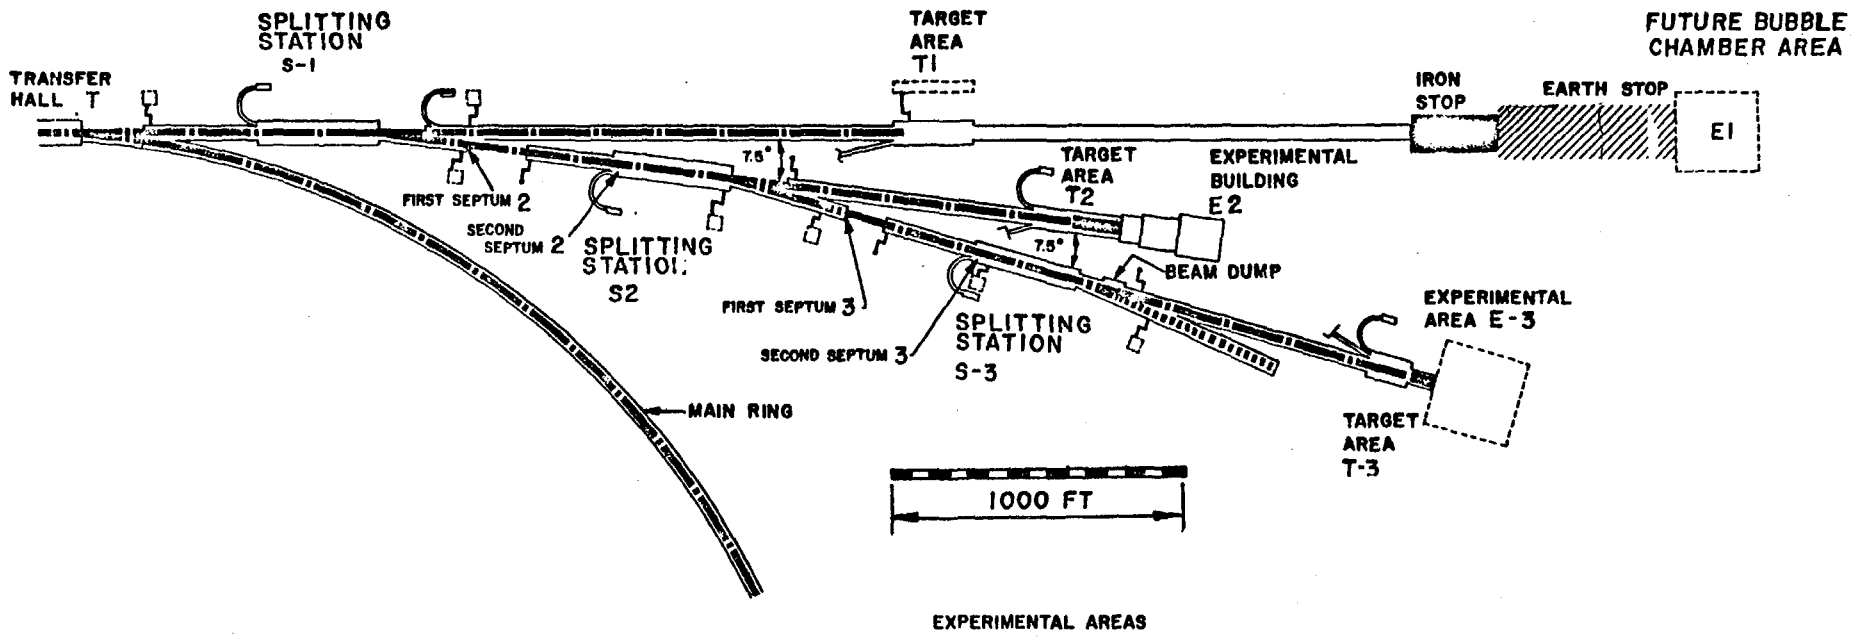 SPLITTING
STATION
S-1
TARGET
AREA
T1
FUTURE BUBBLE
CHAMBER AREA
TRANSFER
HALL T
IRON
STOP
EARTH STOP
E1
7.5°
TARGET
AREA
T2
EXPERIMENTAL
BUILDING
E2
FIRST SEPTUM 2
SECOND
SEPTUM 2
SPLITTING
STATION
S2
7.5°
BEAM DUMP
FIRST SEPTUM 3
SECOND SEPTUM 3
SPLITTING
STATION
S-3
EXPERIMENTAL
AREA E-3
MAIN RING
TARGET
AREA
T-3
1000 FT
EXPERIMENTAL AREAS